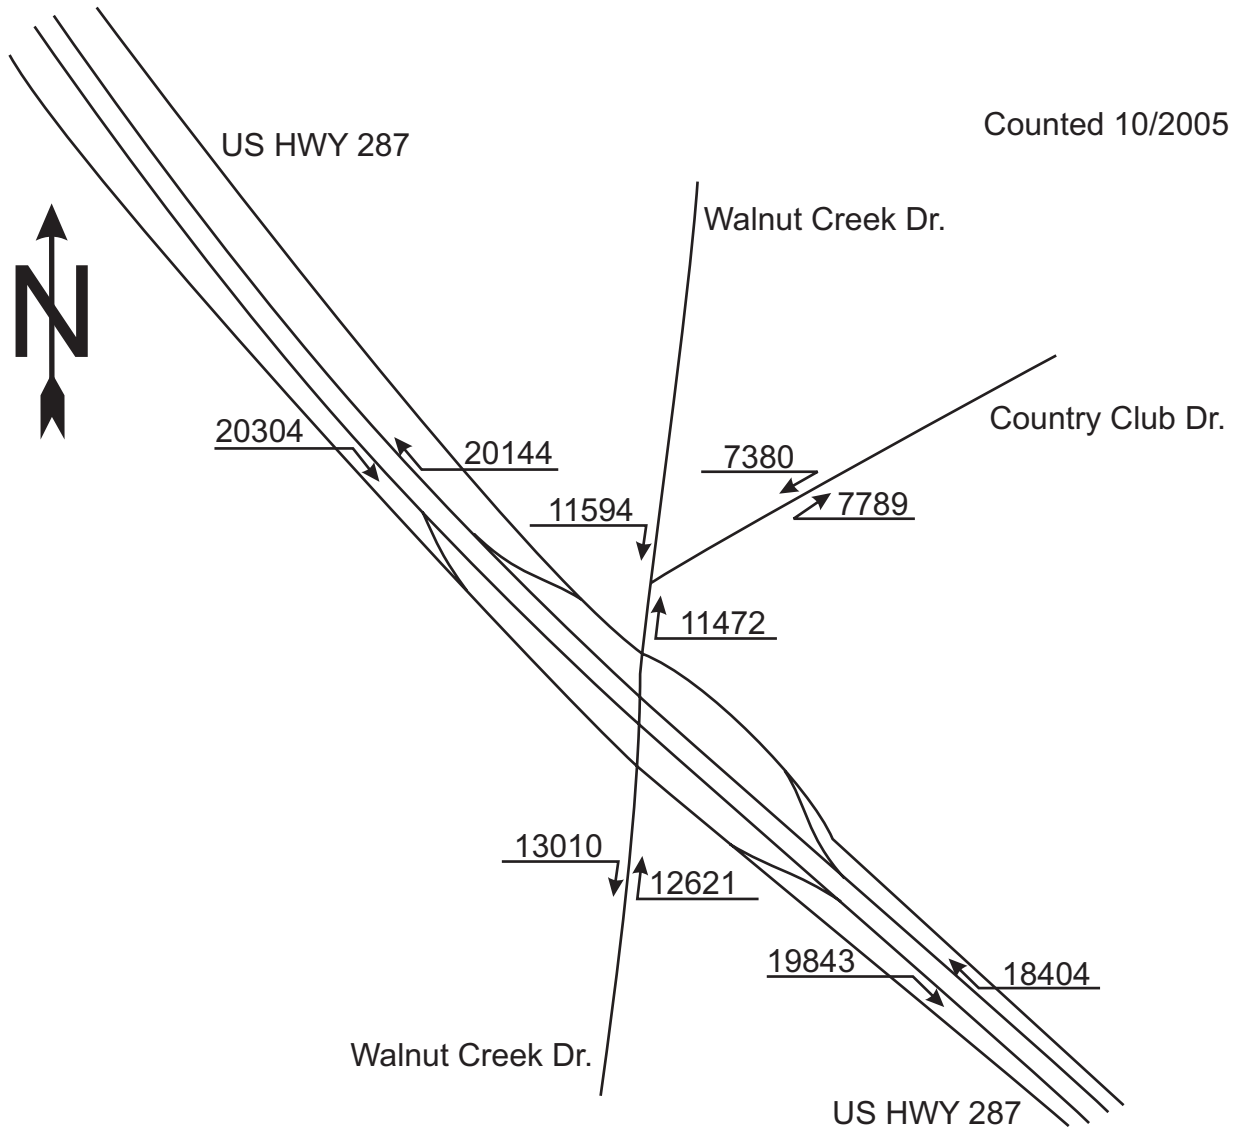 US HWY 287
Counted 10/2005
Walnut Creek Dr.
N
Country Club Dr.
20304
20144
7380
7789
11594
11472
13010
12621
19843
18404
Walnut Creek Dr.
US HWY 287